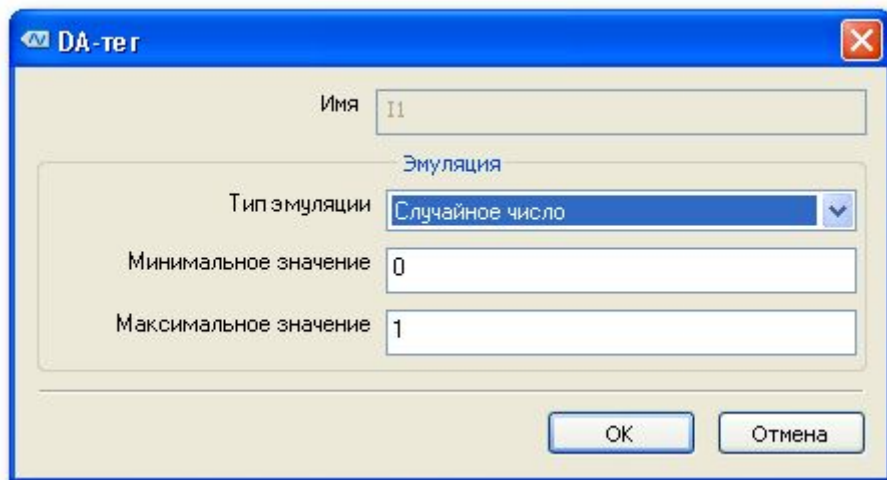 DA-тег
Имя I1
Эмуляция
Тип эмуляции Случайное число
Минимальное значение 0
Максимальное значение 1
OK Отмена